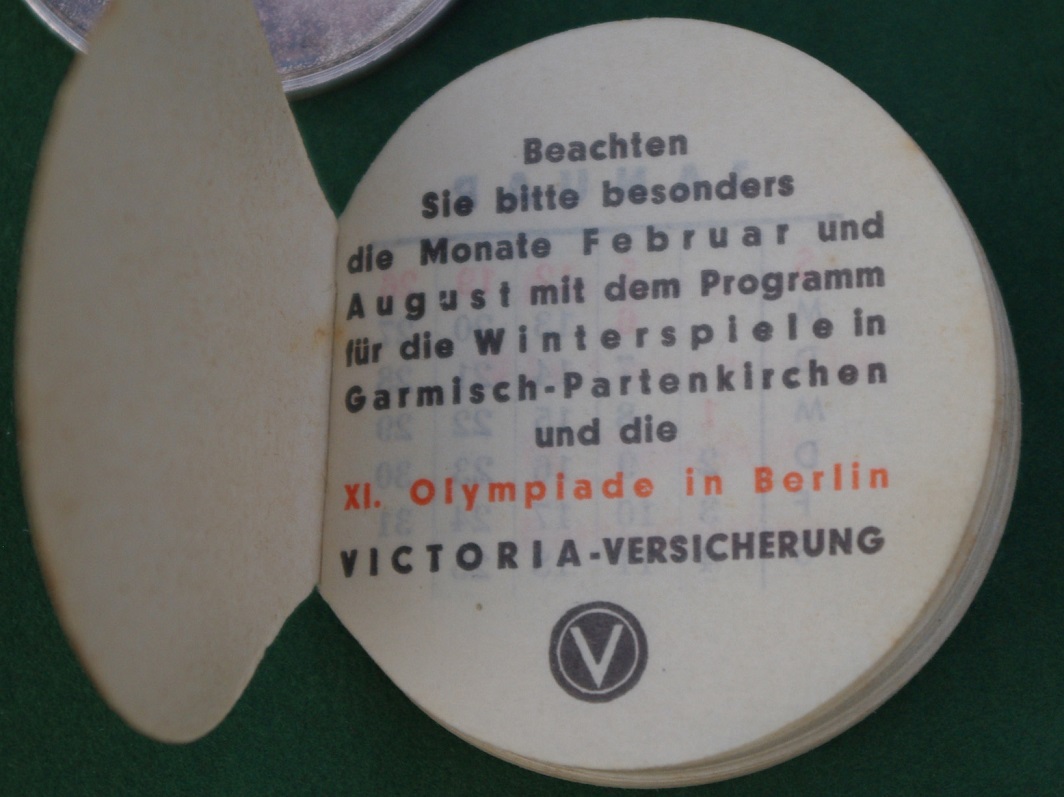 Beachten
Sie bitte besonders
die Monate Februar und
August mit dem Programm
für die Winterspiele in
Garmisch-Partenkirchen
und die
XI. Olympiade in Berlin
VICTORIA-VERSICHERUNG
V